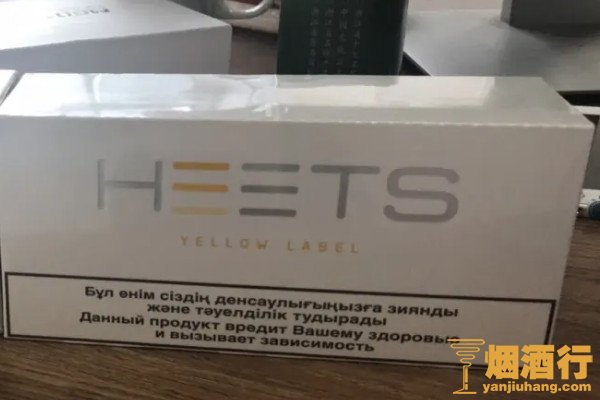 HEETS
YELLOW LABEL
Бұл өнім сіздің денсаулығыңызға зиянды
және тәуелділік тудырады
Данный продукт вредит Вашему здоровью
и вызывает зависимость
烟酒行
yanjiuhang.com